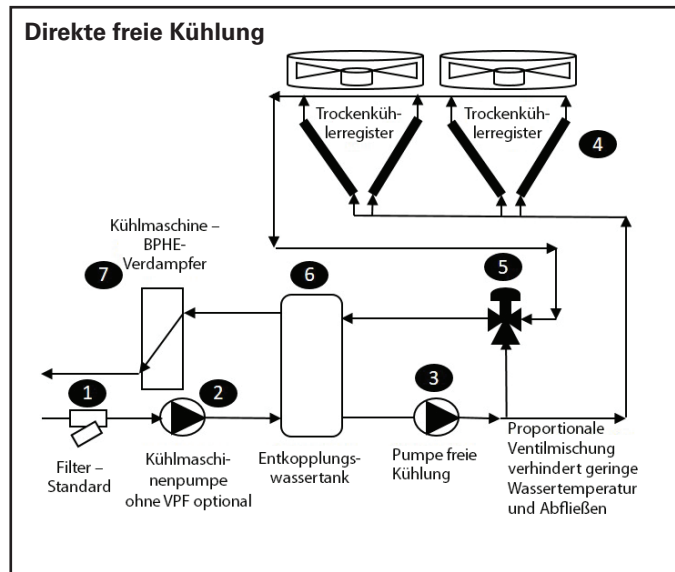 Direkte freie Kühlung
Trockenküh-
lerregister
Trockenküh-
lerregister
4
Kühlmaschine –
BPHE-
Verdampfer
7
6
5
1
2
3
Filter –
Standard
Kühlmaschi-
nenpumpe
ohne VPF optional
Entkopplungs-
wassertank
Pumpe freie
Kühlung
Proportionale
Ventilmischung
verhindert geringe
Wassertemperatur
und Abfließen